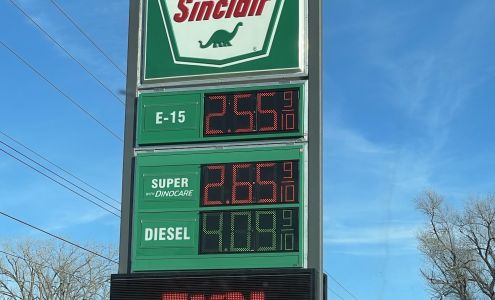 Sinclair
E-15 2.55 9/10
SUPER 2.65 9/10
WITH DINOCARE
DIESEL 4.09 9/10